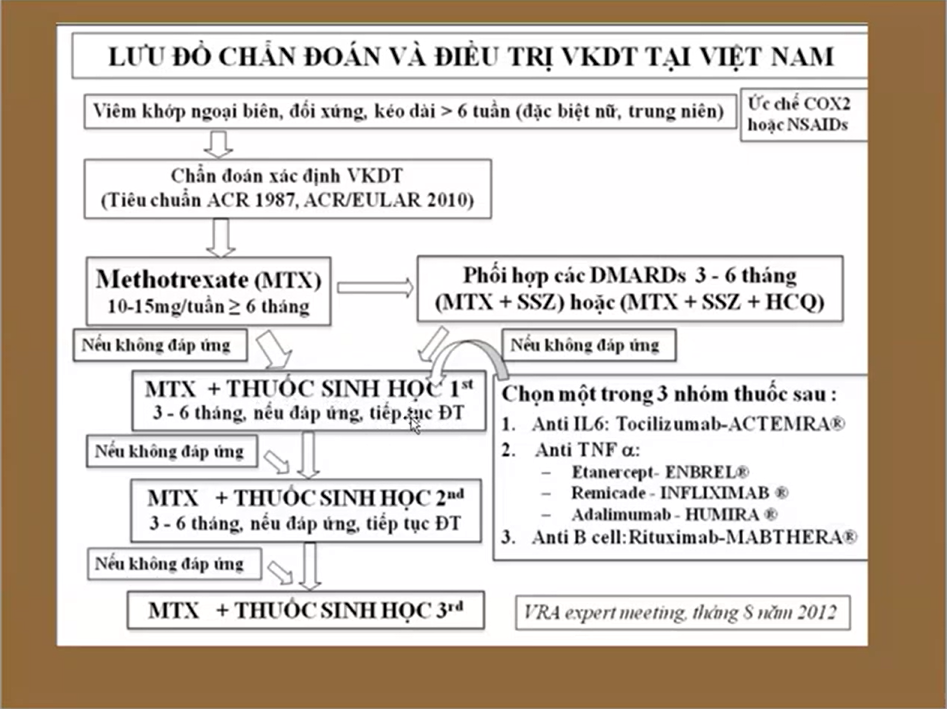 LƯU ĐỒ CHẨN ĐOÁN VÀ ĐIỀU TRỊ VKDT TẠI VIỆT NAM
Viêm khớp ngoại biên, đối xứng, kéo dài > 6 tuần (đặc biệt nữ, trung niên)
Ức chế COX2
hoặc NSAIDs
Chẩn đoán xác định VKDT
(Tiêu chuẩn ACR 1987, ACR/EULAR 2010)
Methotrexate (MTX)
10-15mg/tuần ≥ 6 tháng
Phối hợp các DMARDs 3 - 6 tháng
(MTX + SSZ) hoặc (MTX + SSZ + HCQ)
Nếu không đáp ứng
Nếu không đáp ứng
MTX + THUỐC SINH HỌC 1st
3 - 6 tháng, nếu đáp ứng, tiếp tục ĐT
Chọn một trong 3 nhóm thuốc sau :
1. Anti IL6: Tocilizumab-ACTEMRA®
2. Anti TNF α:
– Etanercept- ENBREL®
– Remicade - INFLIXIMAB ®
– Adalimumab - HUMIRA ®
3. Anti B cell:Rituximab-MABTHERA®
Nếu không đáp ứng
MTX + THUỐC SINH HỌC 2nd
3 - 6 tháng, nếu đáp ứng, tiếp tục ĐT
Nếu không đáp ứng
MTX + THUỐC SINH HỌC 3rd
VRA expert meeting, tháng 8 năm 2012